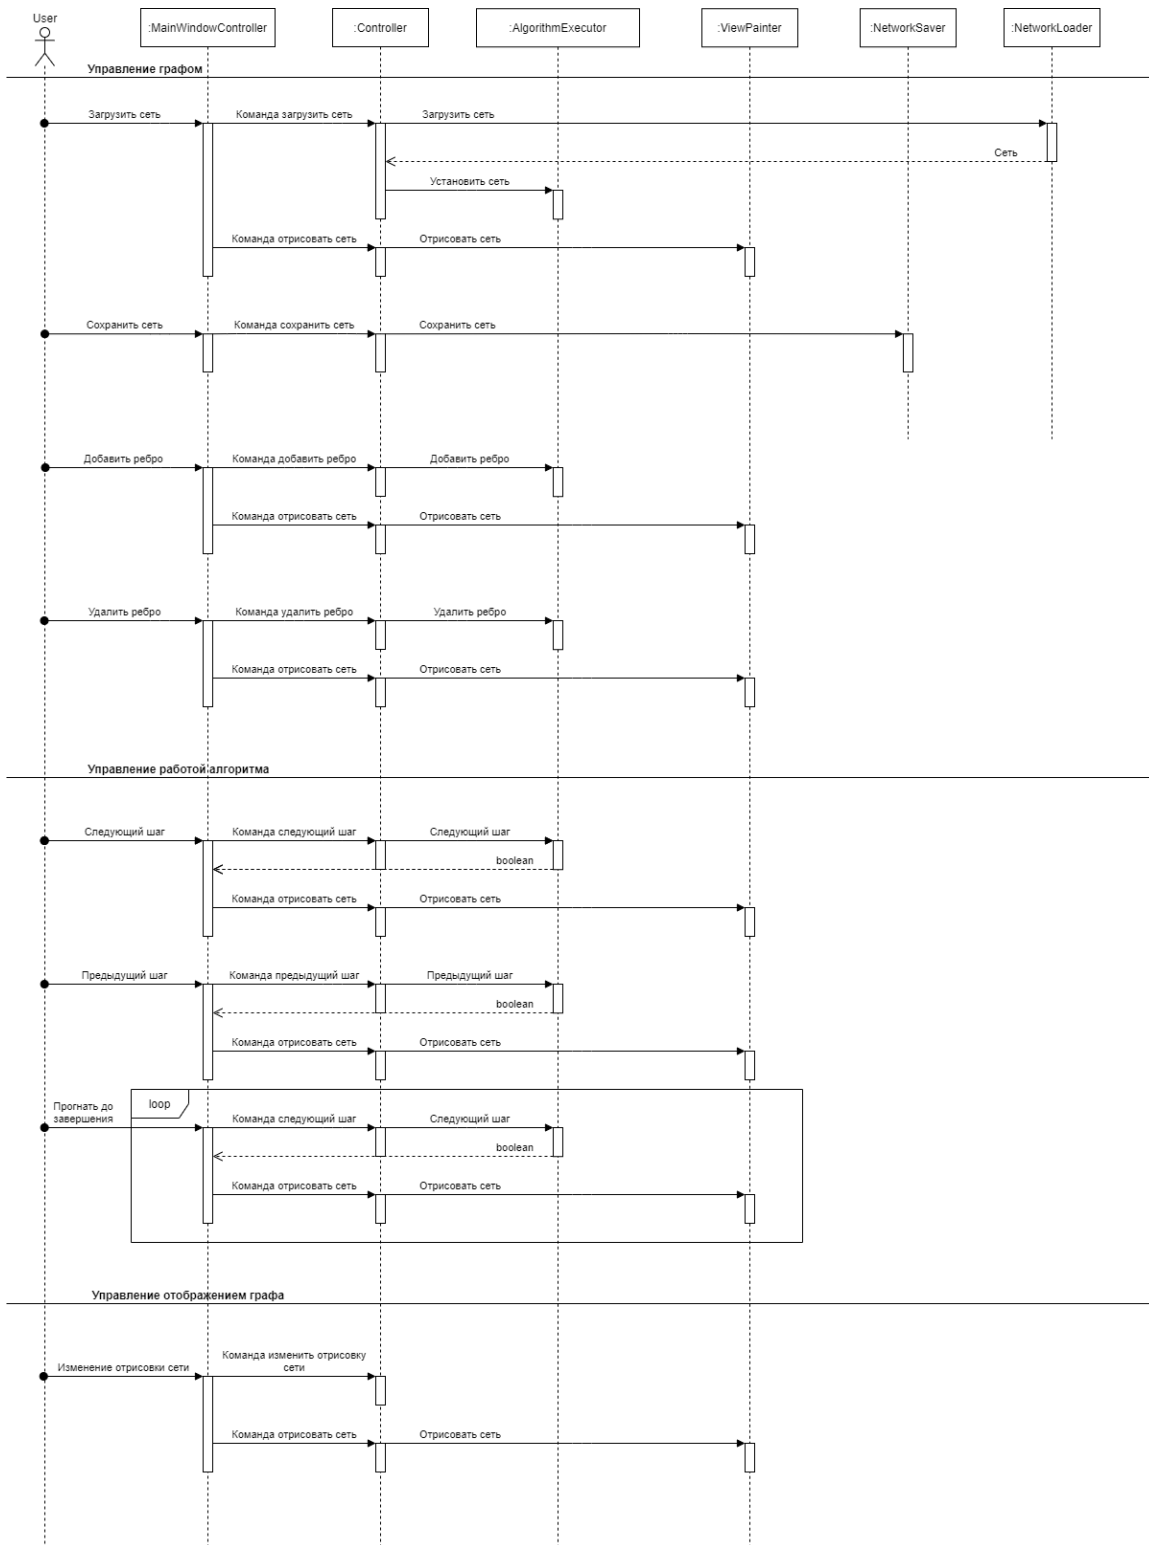 User
:MainWindowController
:Controller
:AlgorithmExecutor
:ViewPainter
:NetworkSaver
:NetworkLoader
Управление графом
Загрузить сеть
Команда загрузить сеть
Загрузить сеть
Сеть
Установить сеть
Команда отрисовать сеть
Отрисовать сеть
Сохранить сеть
Команда сохранить сеть
Сохранить сеть
Добавить ребро
Команда добавить ребро
Добавить ребро
Команда отрисовать сеть
Отрисовать сеть
Удалить ребро
Команда удалить ребро
Удалить ребро
Команда отрисовать сеть
Отрисовать сеть
Управление работой алгоритма
Следующий шаг
Команда следующий шаг
Следующий шаг
boolean
Команда отрисовать сеть
Отрисовать сеть
Предыдущий шаг
Команда предыдущий шаг
Предыдущий шаг
boolean
Команда отрисовать сеть
Отрисовать сеть
loop
Прогнать до
завершения
Команда следующий шаг
Следующий шаг
boolean
Команда отрисовать сеть
Отрисовать сеть
Управление отображением графа
Изменение отрисовки сети
Команда изменить отрисовку
сети
Команда отрисовать сеть
Отрисовать сеть